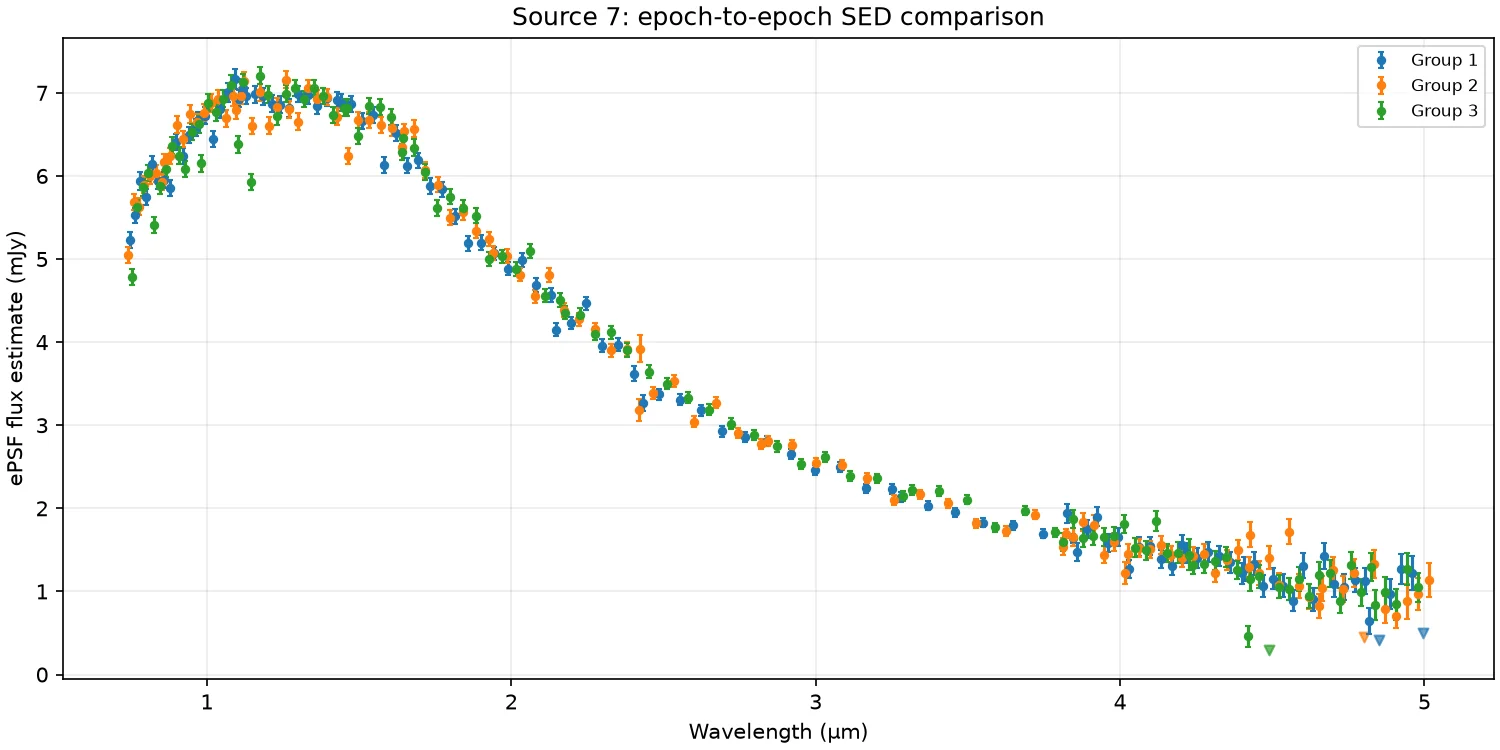 Source 7: epoch-to-epoch SED comparison
ePSF flux estimate (mJy)
7
6
5
4
3
2
1
0
Group 1
Group 2
Group 3
1 2 3 4 5
Wavelength (μm)